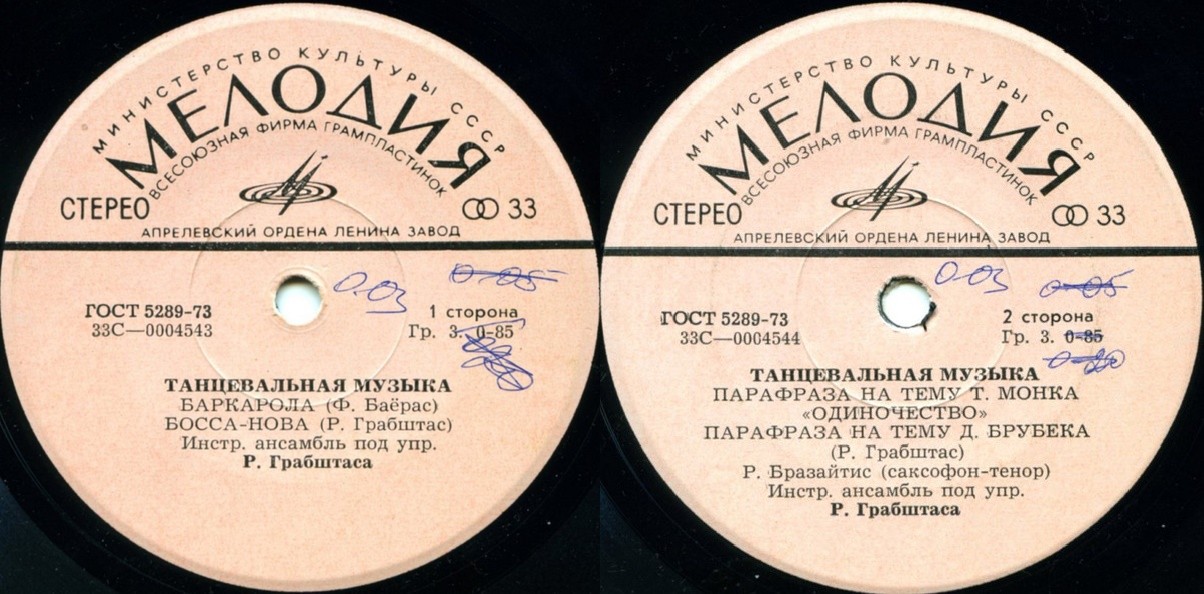 МИНИСТЕРСТВО КУЛЬТУРЫ СССР
МЕЛОДИЯ
ВСЕСОЮЗНАЯ ФИРМА ГРАМПЛАСТИНОК
СТЕРЕО
33
АПРЕЛЕВСКИЙ ОРДЕНА ЛЕНИНА ЗАВОД
0-03
0-05
ГОСТ 5289-73
1 сторона
33С—0004543
Гр. 3. 0-85
ТАНЦЕВАЛЬНАЯ МУЗЫКА
БАРКАРОЛА (Ф. Баёрас)
БОССА-НОВА (Р. Грабштас)
Инстр. ансамбль под упр.
Р. Грабштаса
МИНИСТЕРСТВО КУЛЬТУРЫ СССР
МЕЛОДИЯ
ВСЕСОЮЗНАЯ ФИРМА ГРАМПЛАСТИНОК
СТЕРЕО
33
АПРЕЛЕВСКИЙ ОРДЕНА ЛЕНИНА ЗАВОД
0-03
0-05
ГОСТ 5289-73
2 сторона
33С—0004544
Гр. 3. 0-85
ТАНЦЕВАЛЬНАЯ МУЗЫКА
ПАРАФРАЗА НА ТЕМУ Т. МОНКА
«ОДИНОЧЕСТВО»
ПАРАФРАЗА НА ТЕМУ Д. БРУБЕКА
(Р. Грабштас)
Р. Бразайтис (саксофон-тенор)
Инстр. ансамбль под упр.
Р. Грабштаса